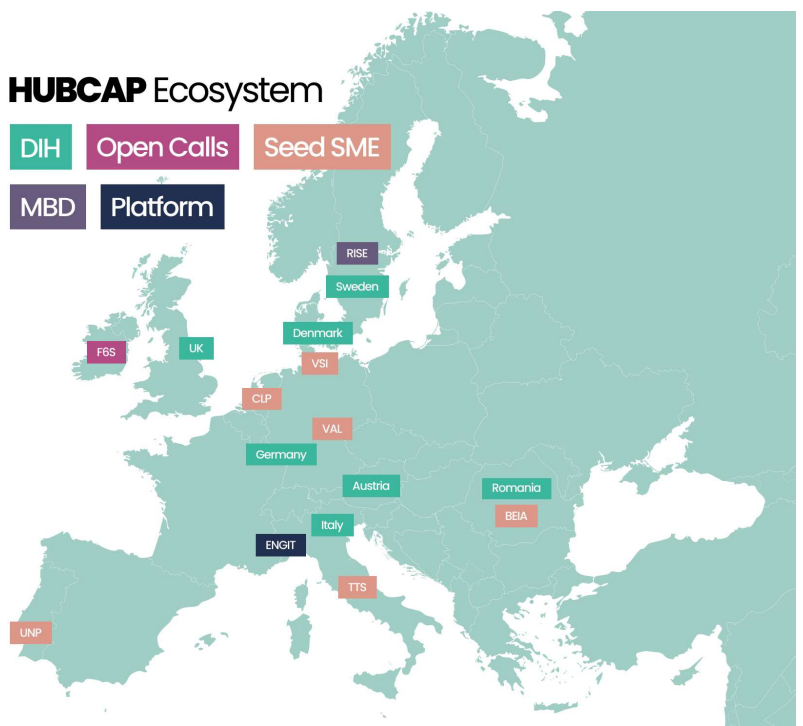 HUBCAP Ecosystem
DIH Open Calls Seed SME
MBD Platform
RISE
Sweden
Denmark
F6S UK
VSI
CLP
VAL
Germany
Austria Romania
BEIA
Italy
ENGIT
TTS
UNP